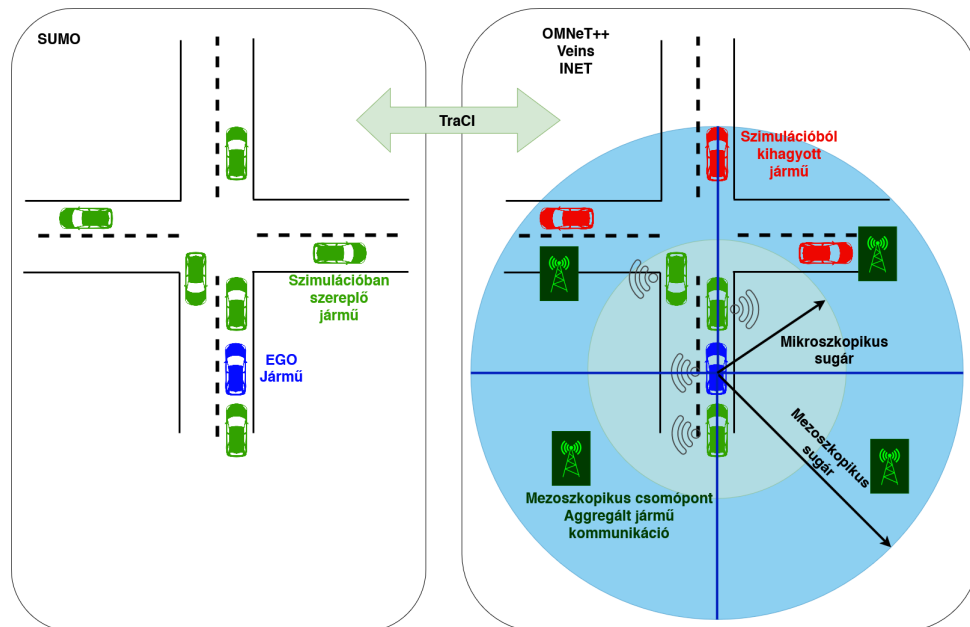 SUMO
Szimulációban
szereplő
jármű
EGO
Jármű
TraCI
OMNeT++
Veins
INET
Szimulációból
kihagyott
jármű
Mikroszkopikus
sugár
Mezoszkopikus
sugár
Mezoszkopikus csomópont
Aggregált jármű
kommunikáció